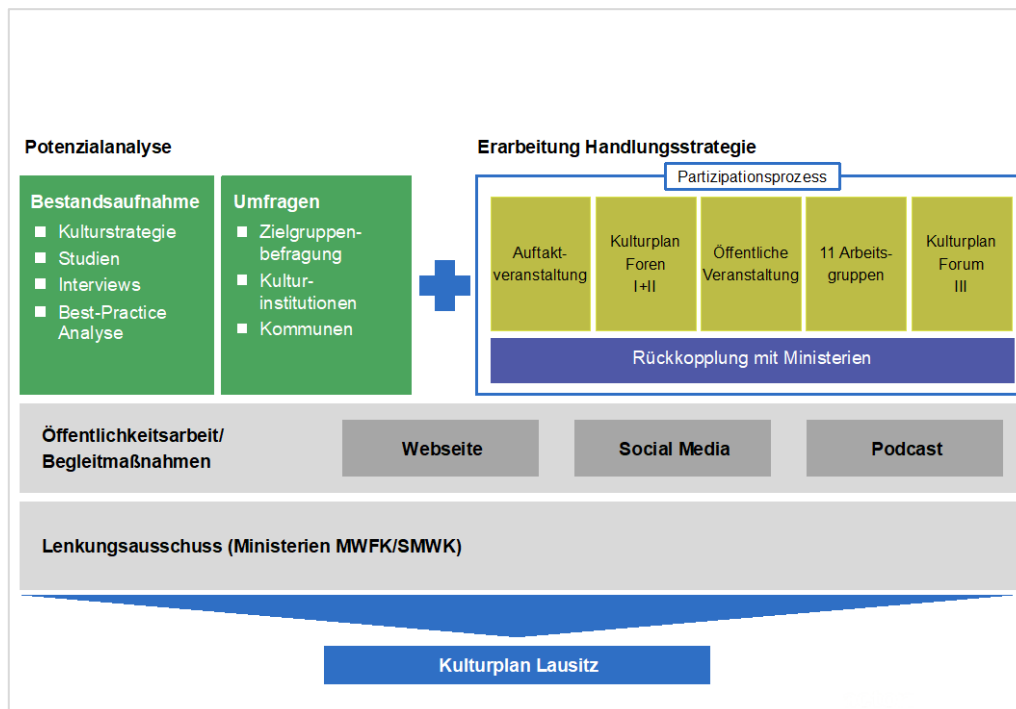 Potenzialanalyse
Bestandsaufnahme
Kulturstrategie
Studien
Interviews
Best-Practice
Analyse
Umfragen
Zielgruppen-
befragung
Kultur-
institutionen
Kommunen
Erarbeitung Handlungsstrategie
Partizipationsprozess
Auftakt-
veranstaltung
Kulturplan
Foren
I+II
Öffentliche
Veranstaltung
11 Arbeits-
gruppen
Kulturplan
Forum
III
Rückkopplung mit Ministerien
Öffentlichkeitsarbeit/
Begleitmaßnahmen
Webseite
Social Media
Podcast
Lenkungsausschuss (Ministerien MWFK/SMWK)
Kulturplan Lausitz